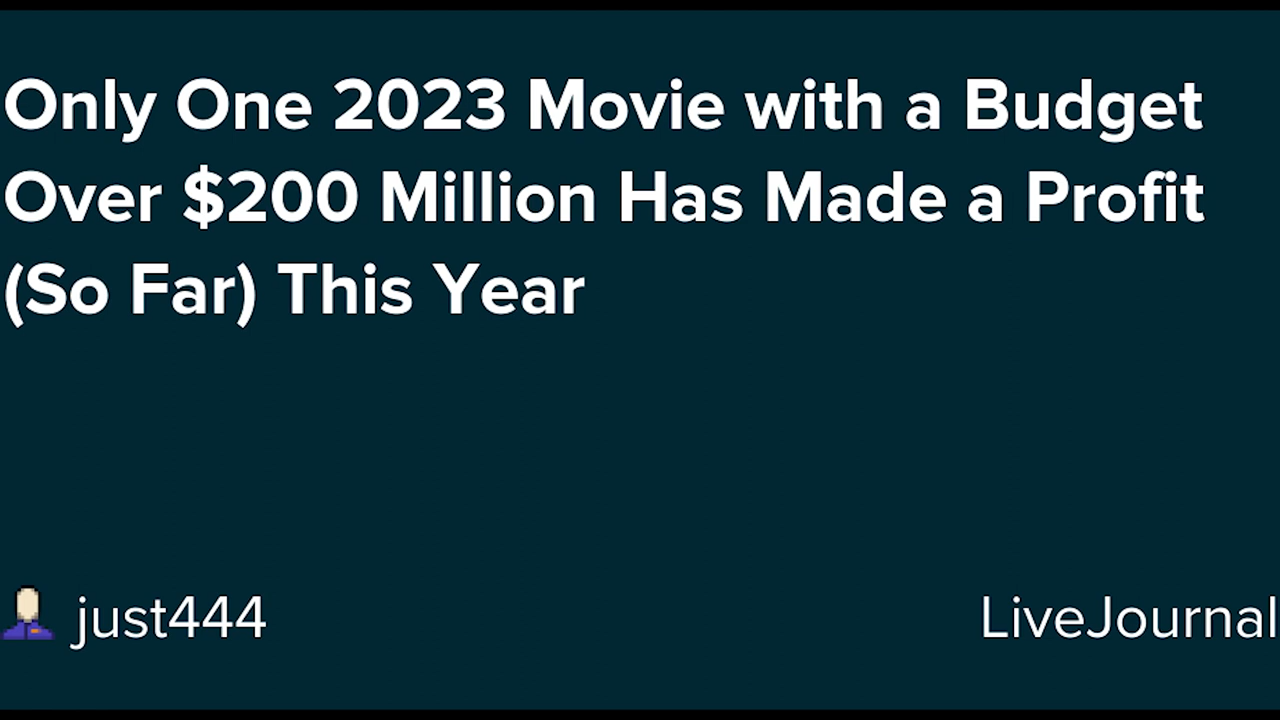 Only One 2023 Movie with a Budget
Over $200 Million Has Made a Profit
(So Far) This Year
just444
LiveJournal